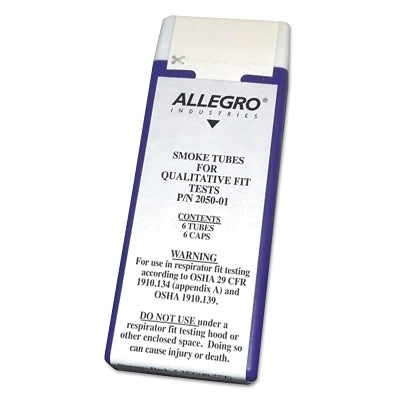 ALLEGRO®
INDUSTRIES
SMOKE TUBES
FOR
QUALITATIVE FIT
TESTS
P/N 2050-01
CONTENTS
6 TUBES
6 CAPS
WARNING
For use in respirator fit testing
according to OSHA 29 CFR
1910.134 (appendix A) and
OSHA 1910.139.
DO NOT USE under a
respirator fit testing hood or
other enclosed space. Doing so
can cause injury or death.